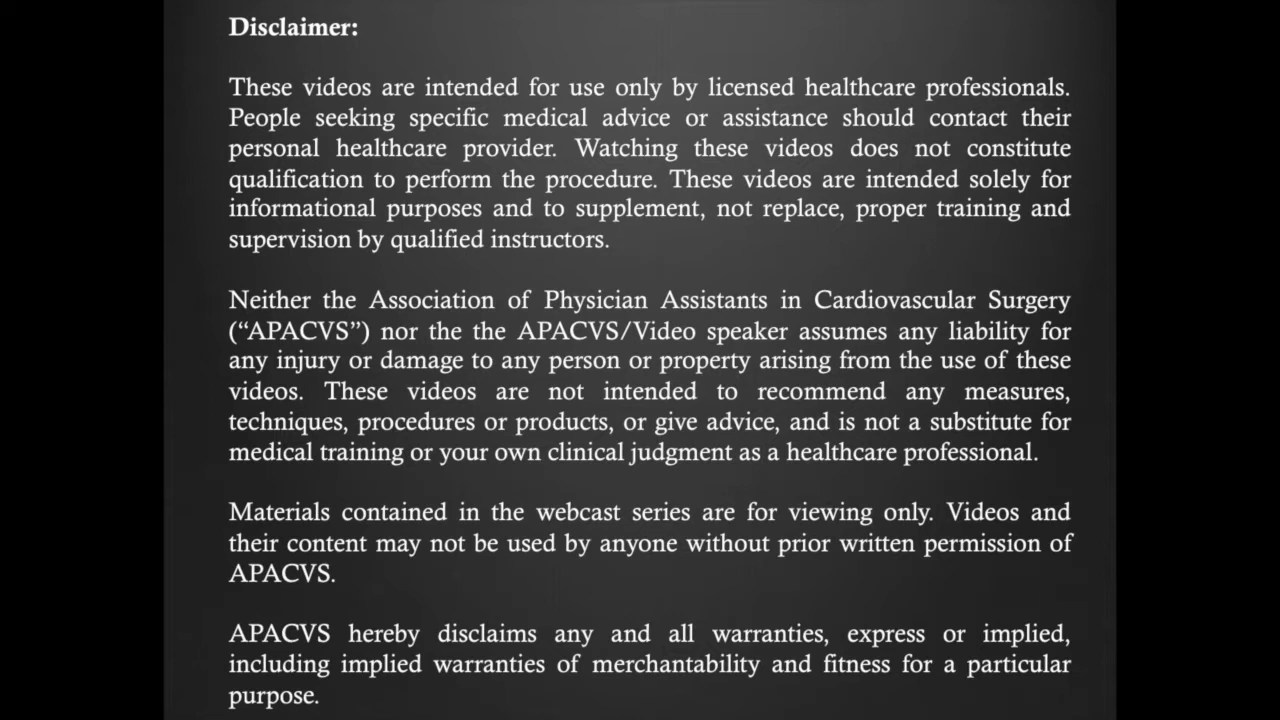 Disclaimer:
These videos are intended for use only by licensed healthcare professionals.
People seeking specific medical advice or assistance should contact their
personal healthcare provider. Watching these videos does not constitute
qualification to perform the procedure. These videos are intended solely for
informational purposes and to supplement, not replace, proper training and
supervision by qualified instructors.
Neither the Association of Physician Assistants in Cardiovascular Surgery
(“APACVS”) nor the the APACVS/Video speaker assumes any liability for
any injury or damage to any person or property arising from the use of these
videos. These videos are not intended to recommend any measures,
techniques, procedures or products, or give advice, and is not a substitute for
medical training or your own clinical judgment as a healthcare professional.
Materials contained in the webcast series are for viewing only. Videos and
their content may not be used by anyone without prior written permission of
APACVS.
APACVS hereby disclaims any and all warranties, express or implied,
including implied warranties of merchantability and fitness for a particular
purpose.